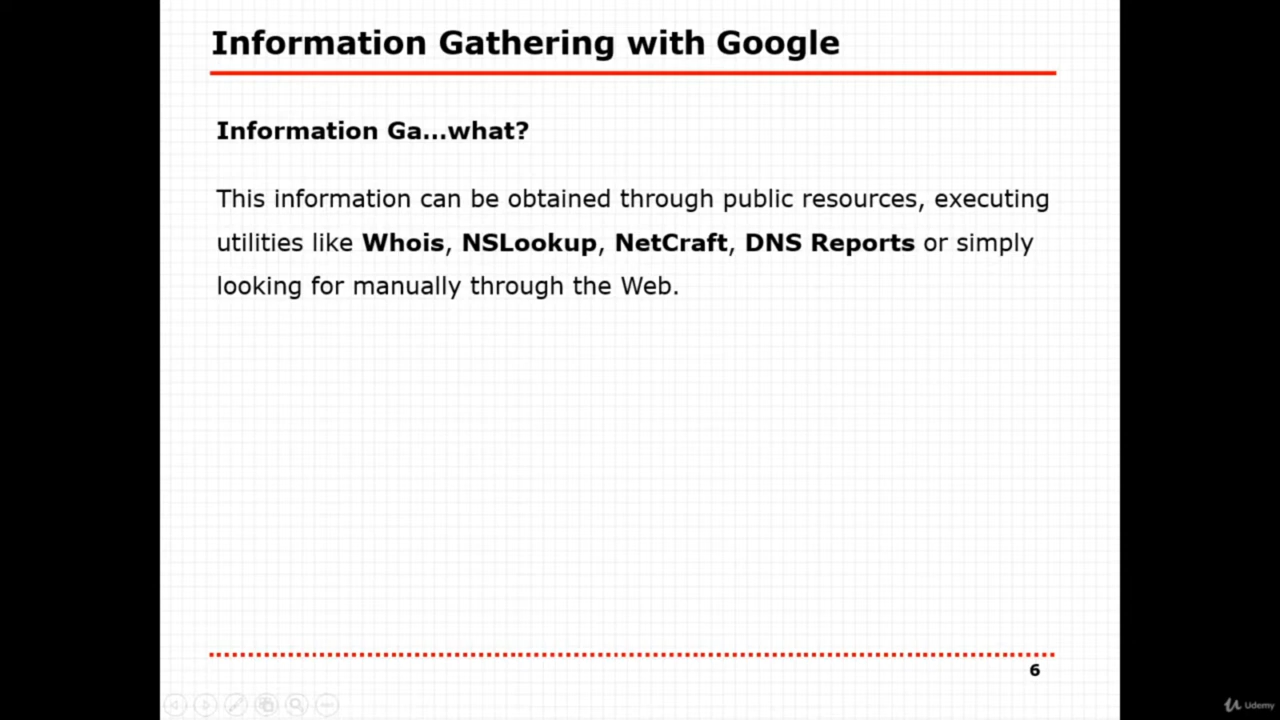 Information Gathering with Google
Information Ga...what?
This information can be obtained through public resources, executing
utilities like Whois, NSLookup, NetCraft, DNS Reports or simply
looking for manually through the Web.
6
Udemy